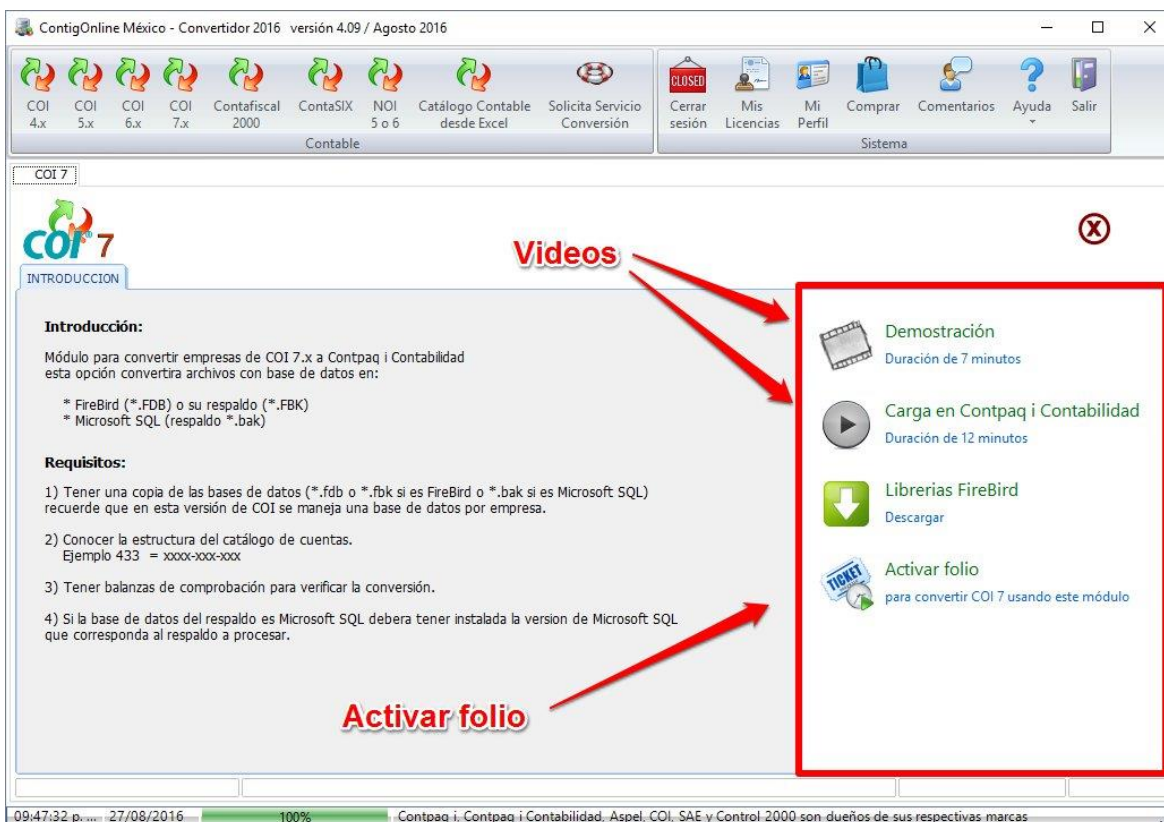 ContigOnline México - Convertidor 2016 versión 4.09 / Agosto 2016
COI 4.x
COI 5.x
COI 6.x
COI 7.x
Contafiscal 2000
ContaSIX
NOI 5 o 6
Catálogo Contable desde Excel
Solicita Servicio Conversión
CLOSED
Cerrar sesión
Mis Licencias
Mi Perfil
Comprar
Comentarios
Ayuda
Salir
Contable
Sistema
COI 7
COI 7
INTRODUCCION
Videos
Introducción:
Módulo para convertir empresas de COI 7.x a Contpaq i Contabilidad
esta opción convertira archivos con base de datos en:
* FireBird (*.FDB) o su respaldo (*.FBK)
* Microsoft SQL (respaldo *.bak)
Requisitos:
1) Tener una copia de las bases de datos (*.fdb o *.fbk si es FireBird o *.bak si es Microsoft SQL)
recuerde que en esta versión de COI se maneja una base de datos por empresa.
2) Conocer la estructura del catálogo de cuentas.
Ejemplo 433 = xxxx-xxx-xxx
3) Tener balanzas de comprobación para verificar la conversión.
4) Si la base de datos del respaldo es Microsoft SQL debera tener instalada la version de Microsoft SQL
que corresponda al respaldo a procesar.
Activar folio
Demostración
Duración de 7 minutos
Carga en Contpaq i Contabilidad
Duración de 12 minutos
Librerias FireBird
Descargar
TICKET
Activar folio
para convertir COI 7 usando este módulo
09:47:32 p. ... 27/08/2016 100% Contpaq i, Contpaq i Contabilidad, Aspel, COI, SAE y Control 2000 son dueños de sus respectivas marcas